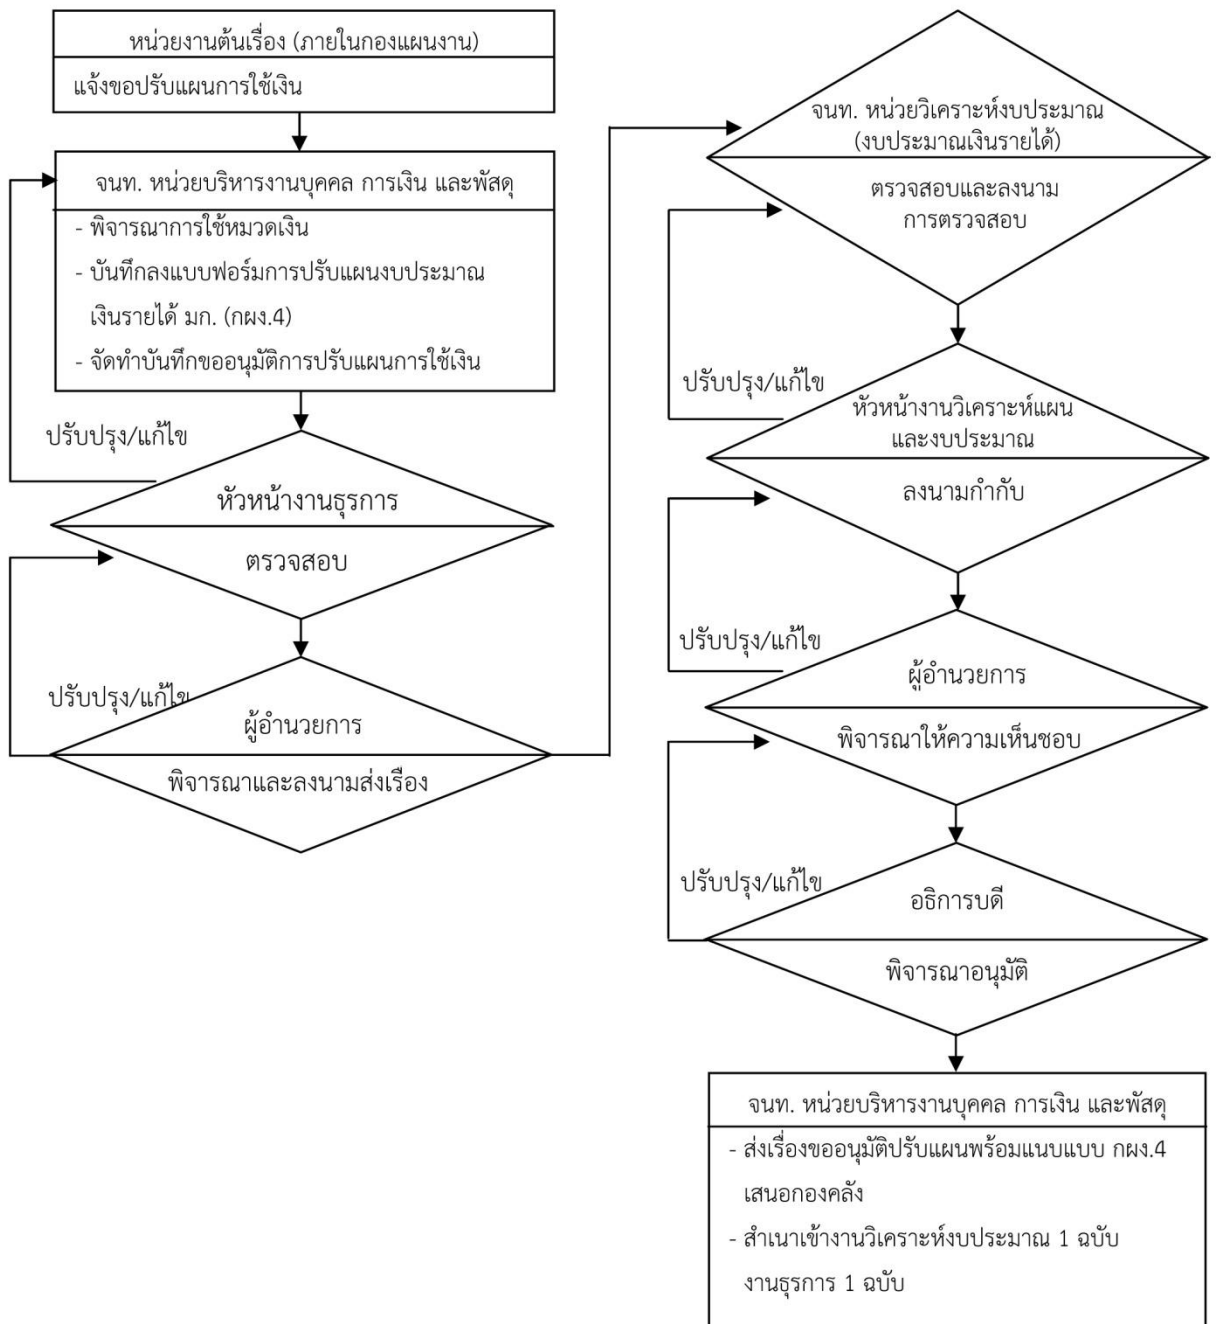 หน่วยงานต้นเรื่อง (ภายในกองแผนงาน)
แจ้งขอปรับแผนการใช้เงิน
จนท. หน่วยบริหารงานบุคคล การเงิน และพัสดุ
- พิจารณาการใช้หมวดเงิน
- บันทึกลงแบบฟอร์มการปรับแผนงบประมาณ
เงินรายได้ มก. (กผง.4)
- จัดทำบันทึกขออนุมัติการปรับแผนการใช้เงิน
ปรับปรุง/แก้ไข
หัวหน้างานธุรการ
ตรวจสอบ
ปรับปรุง/แก้ไข
ผู้อำนวยการ
พิจารณาและลงนามส่งเรื่อง
จนท. หน่วยวิเคราะห์งบประมาณ
(งบประมาณเงินรายได้)
ตรวจสอบและลงนาม
การตรวจสอบ
ปรับปรุง/แก้ไข
หัวหน้างานวิเคราะห์แผน
และงบประมาณ
ลงนามกำกับ
ปรับปรุง/แก้ไข
ผู้อำนวยการ
พิจารณาให้ความเห็นชอบ
ปรับปรุง/แก้ไข
อธิการบดี
พิจารณาอนุมัติ
จนท. หน่วยบริหารงานบุคคล การเงิน และพัสดุ
- ส่งเรื่องขออนุมัติปรับแผนพร้อมแนบแบบ กผง.4
เสนอกองคลัง
- สำเนาเข้างานวิเคราะห์งบประมาณ 1 ฉบับ
งานธุรการ 1 ฉบับ